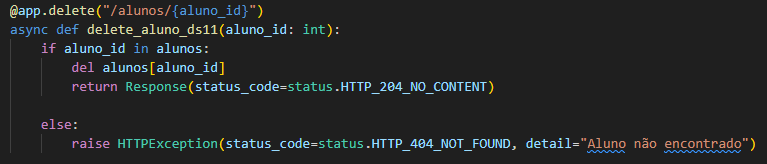 @app.delete("/alunos/{aluno_id}")
async def delete_aluno_ds11(aluno_id: int):
    if aluno_id in alunos:
        del alunos[aluno_id]
        return Response(status_code=status.HTTP_204_NO_CONTENT)

    else:
        raise HTTPException(status_code=status.HTTP_404_NOT_FOUND, detail="Aluno não encontrado")